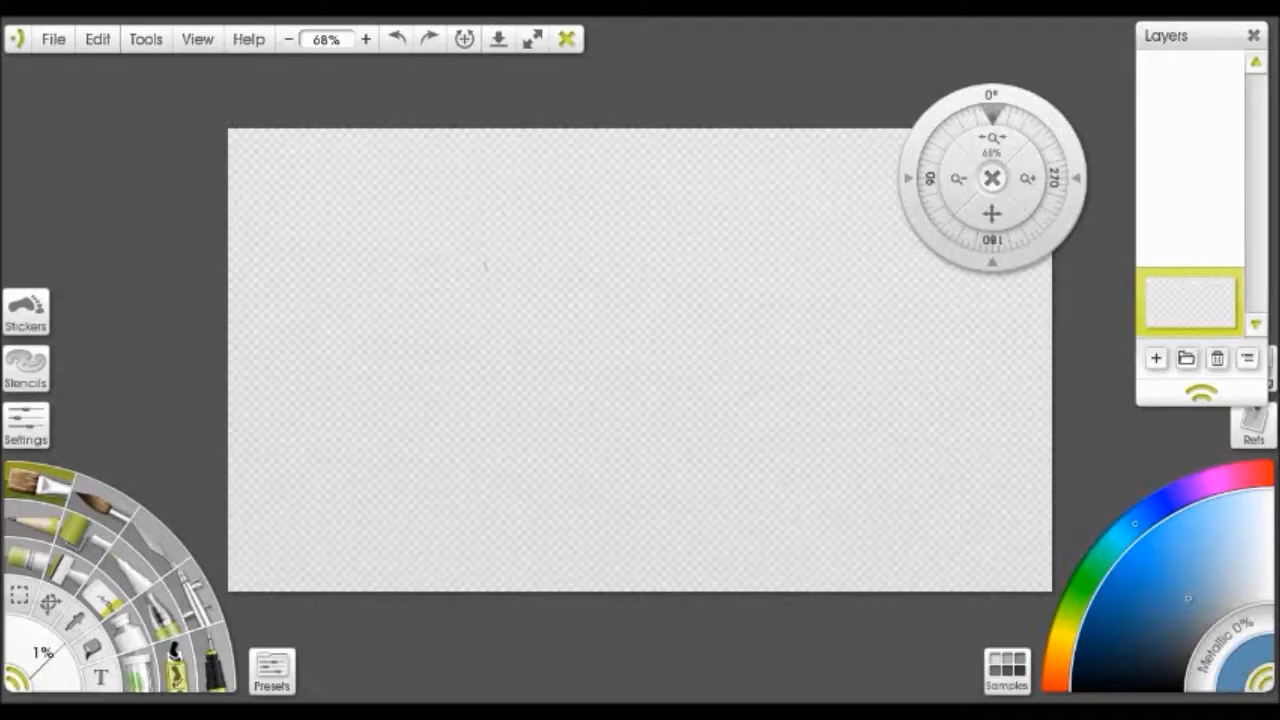 File Edit Tools View Help − 68% +
Layers
0°
68%
90
270
180
Stickers
Stencils
Settings
Refs
1%
T
Metallic 0%
Presets
Samples